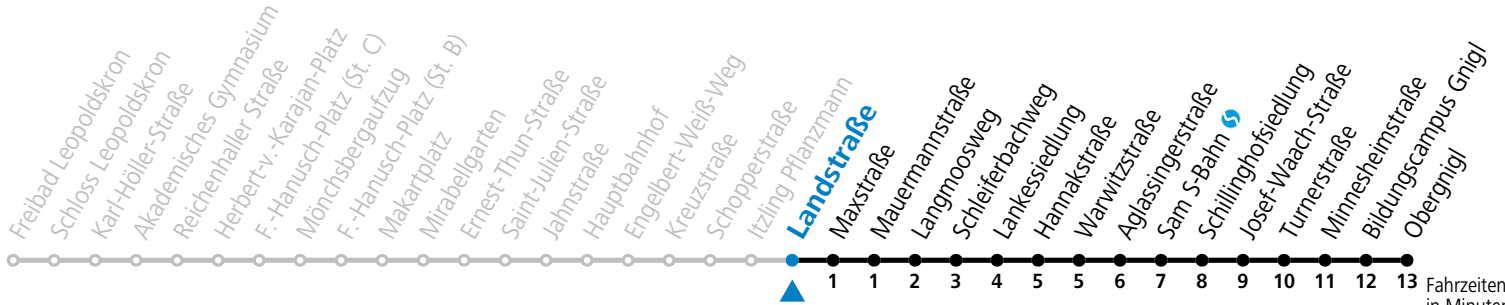 Freibad Leopoldskron
Schloss Leopoldskron
Karl-Höller-Straße
Akademisches Gymnasium
Reichenhaller Straße
Herbert-v.-Karajan-Platz
F.-Hanusch-Platz (St. C)
Mönchsbergaufzug
F.-Hanusch-Platz (St. B)
Makartplatz
Mirabellgarten
Ernest-Thun-Straße
Saint-Julien-Straße
Jahnstraße
Hauptbahnhof
Engelbert-Weiß-Weg
Kreuzstraße
Schopperstraße
Itzling Pflanzmann
Landstraße
Maxstraße
Mauermannstraße
Langmoosweg
Schleiferbachweg
Lankessiedlung
Hannakstraße
Warwitzstraße
Aglassingerstraße
Sam S-Bahn
Schillinghofsiedlung
Josef-Waach-Straße
Turnerstraße
Minnesheimstraße
Bildungscampus Gnigl
Obergnigl
1 1 2 3 4 5 5 6 7 8 9 10 11 12 13 Fahrzeiten
in Minuten